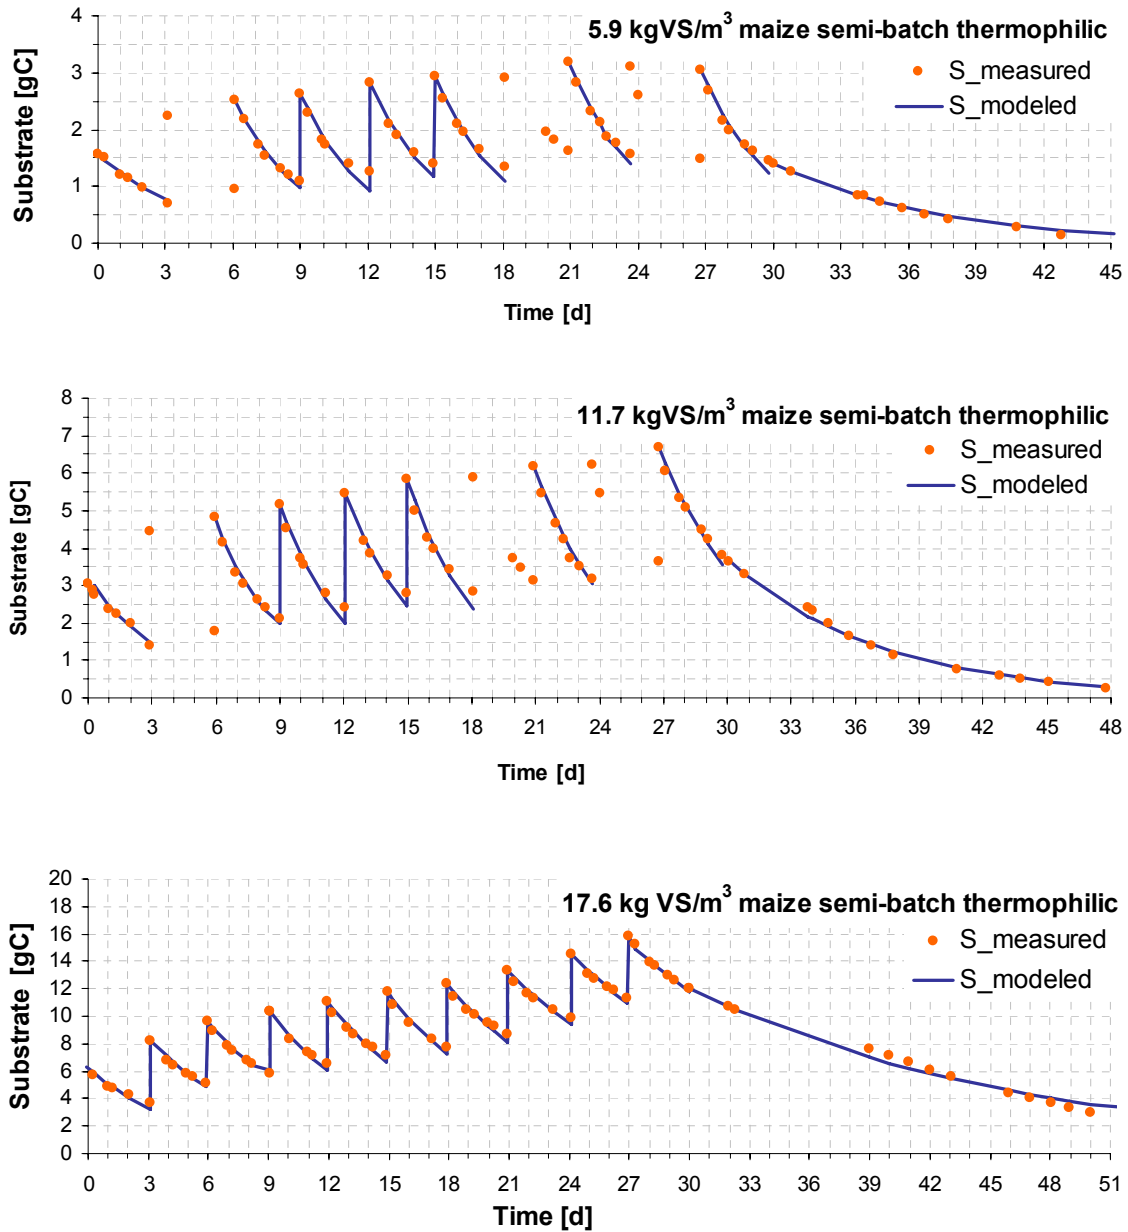 5.9 kgVS/m³ maize semi-batch thermophilic
S_measured
S_modeled
Substrate [gC]
4
3
2
1
0
0 3 6 9 12 15 18 21 24 27 30 33 36 39 42 45
Time [d]
11.7 kgVS/m³ maize semi-batch thermophilic
S_measured
S_modeled
Substrate [gC]
8
7
6
5
4
3
2
1
0
0 3 6 9 12 15 18 21 24 27 30 33 36 39 42 45 48
Time [d]
17.6 kg VS/m³ maize semi-batch thermophilic
S_measured
S_modeled
Substrate [gC]
20
18
16
14
12
10
8
6
4
2
0
0 3 6 9 12 15 18 21 24 27 30 33 36 39 42 45 48 51
Time [d]